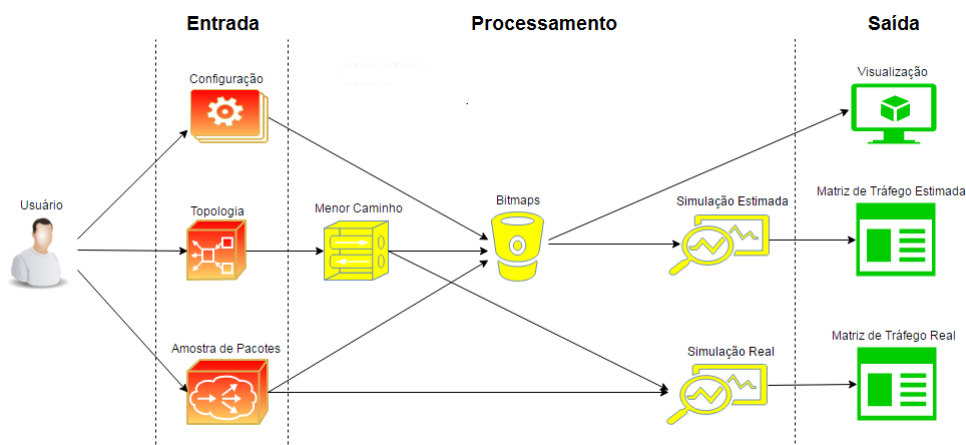 Entrada
Processamento
Saída
Configuração
Visualização
Usuário
Topologia
Menor Caminho
Bitmaps
Simulação Estimada
Matriz de Tráfego Estimada
Amostra de Pacotes
Simulação Real
Matriz de Tráfego Real